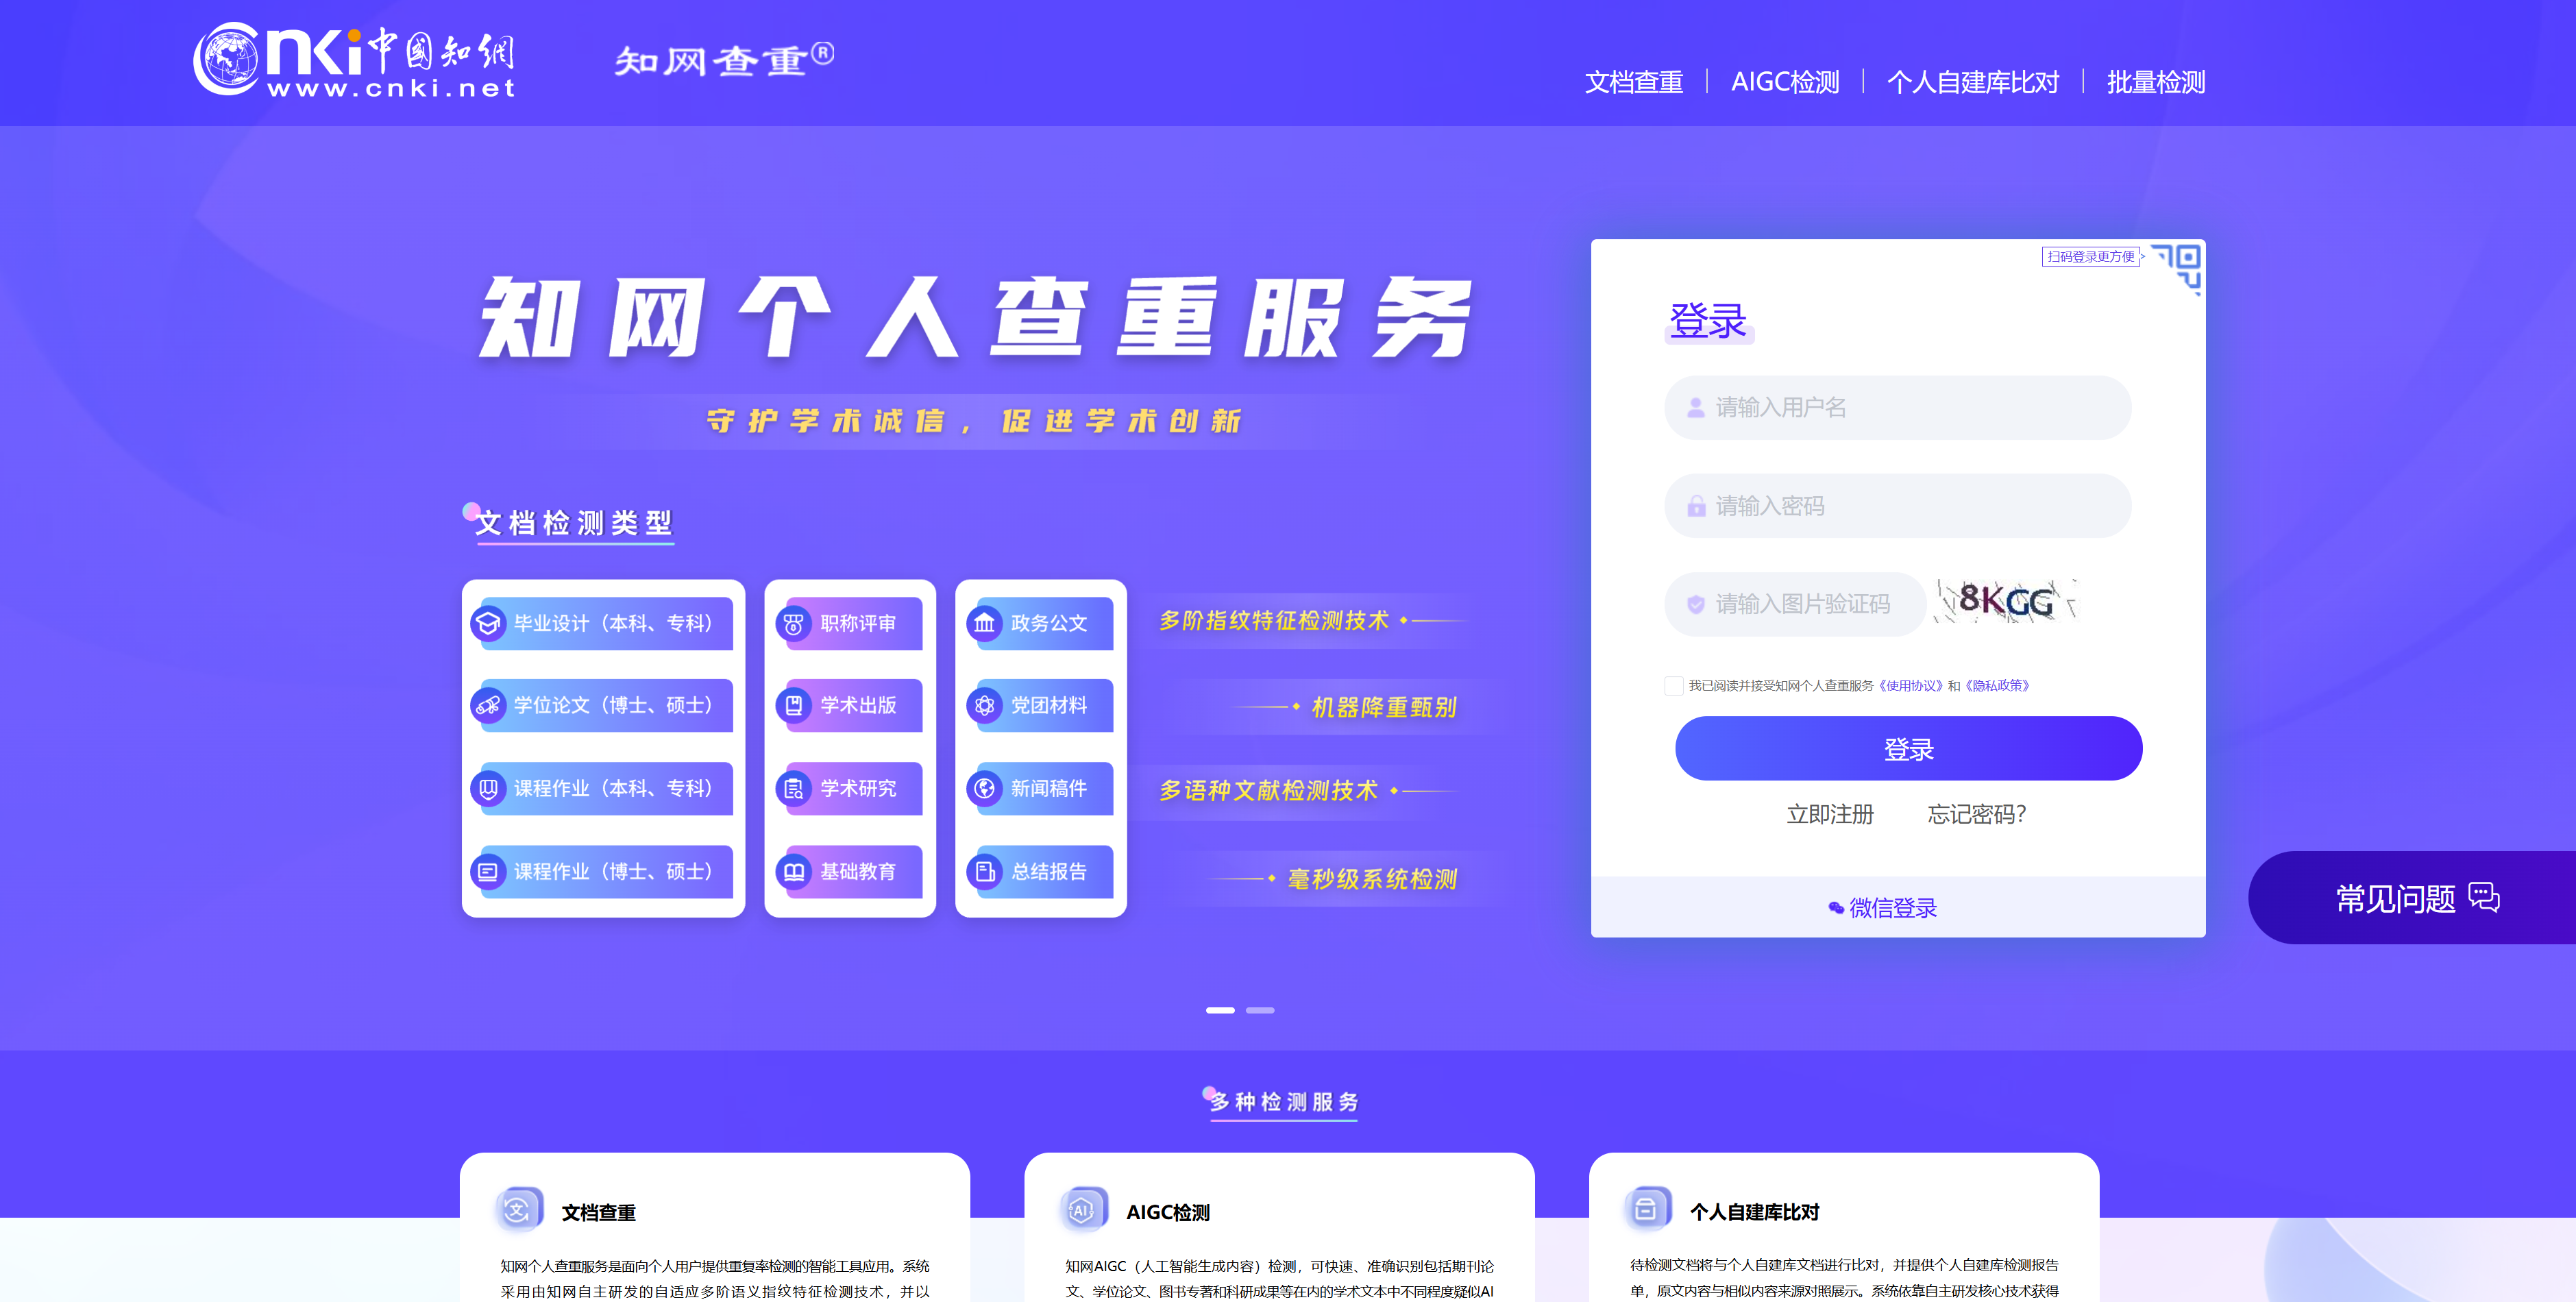 cnki中国知網
www.cnki.net
知网查重®
文档查重
AIGC检测
个人自建库比对
批量检测
知网个人查重服务
守护学术诚信，促进学术创新
文档检测类型
毕业设计（本科、专科）
学位论文（博士、硕士）
课程作业（本科、专科）
课程作业（博士、硕士）
职称评审
学术出版
学术研究
基础教育
政务公文
党团材料
新闻稿件
总结报告
多阶指纹特征检测技术
机器降重甄别
多语种文献检测技术
毫秒级系统检测
扫码登录更方便
登录
请输入用户名
请输入密码
请输入图片验证码
8KGG
我已阅读并接受知网个人查重服务《使用协议》和《隐私政策》
登录
立即注册
忘记密码?
微信登录
常见问题
多种检测服务
文档查重
知网个人查重服务是面向个人用户提供重复率检测的智能工具应用。系统
采用由知网自主研发的自适应多阶语义指纹特征检测技术，并以
AIGC检测
AI
知网AIGC（人工智能生成内容）检测，可快速、准确识别包括期刊论
文、学位论文、图书专著和科研成果等在内的学术文本中不同程度疑似AI
个人自建库比对
待检测文档将与个人自建库文档进行比对，并提供个人自建库检测报告
单，原文内容与相似内容来源对照展示。系统依靠自主研发核心技术获得